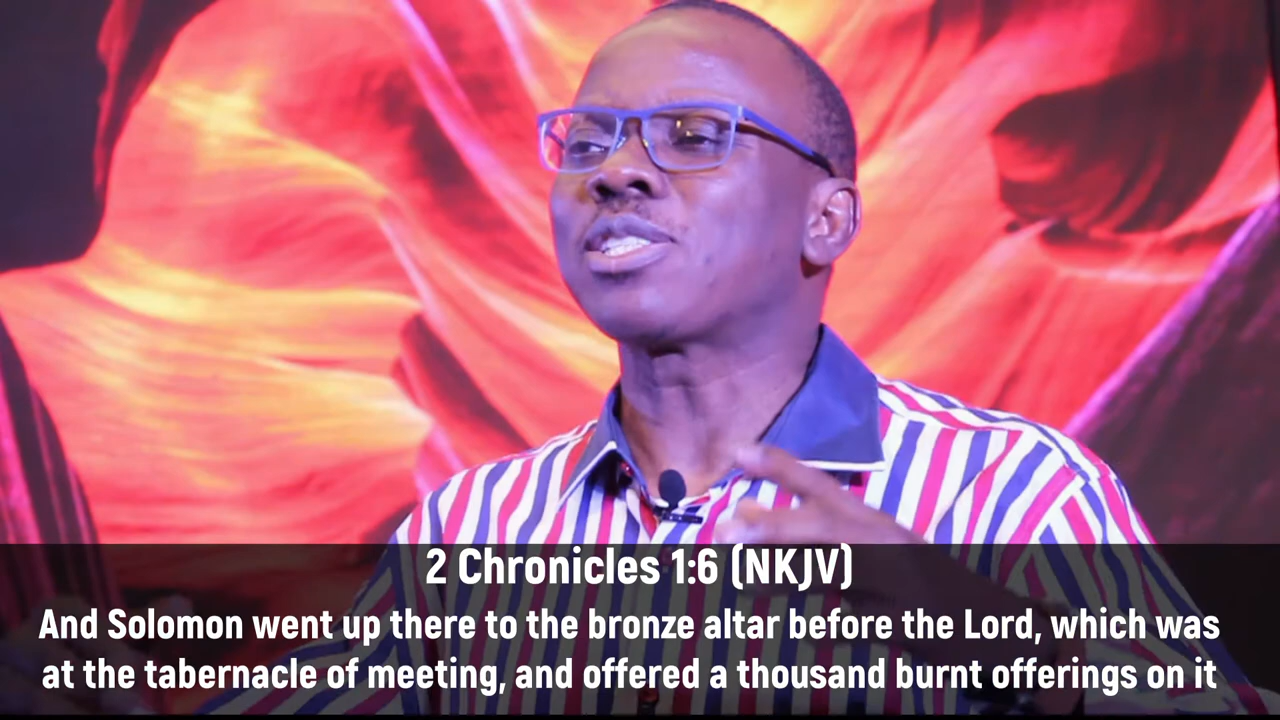 2 Chronicles 1:6 (NKJV)
And Solomon went up there to the bronze altar before the Lord, which was
at the tabernacle of meeting, and offered a thousand burnt offerings on it